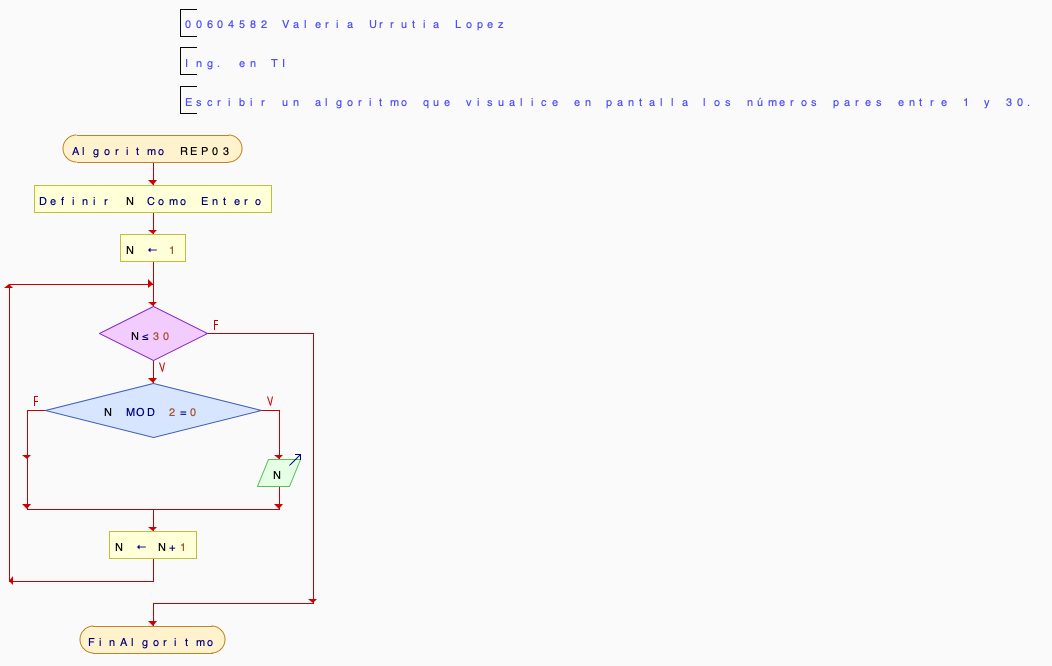 00604582 Valeria Urrutia Lopez
Ing. en TI
Escribir un algoritmo que visualice en pantalla los números pares entre 1 y 30.
Algoritmo REP03
Definir N Como Entero
N ← 1
N≤30
F
V
N MOD 2=0
F
V
N
N ← N+1
FinAlgoritmo